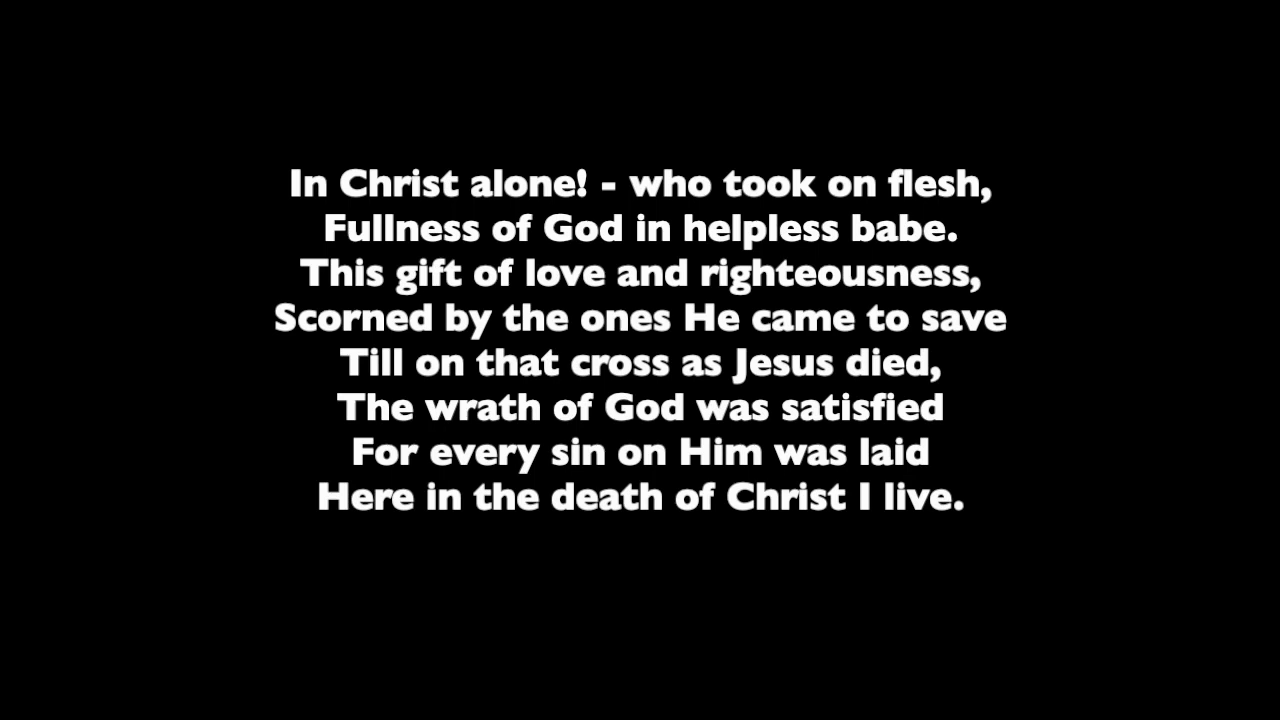 In Christ alone! - who took on flesh,
Fullness of God in helpless babe.
This gift of love and righteousness,
Scorned by the ones He came to save
Till on that cross as Jesus died,
The wrath of God was satisfied
For every sin on Him was laid
Here in the death of Christ I live.